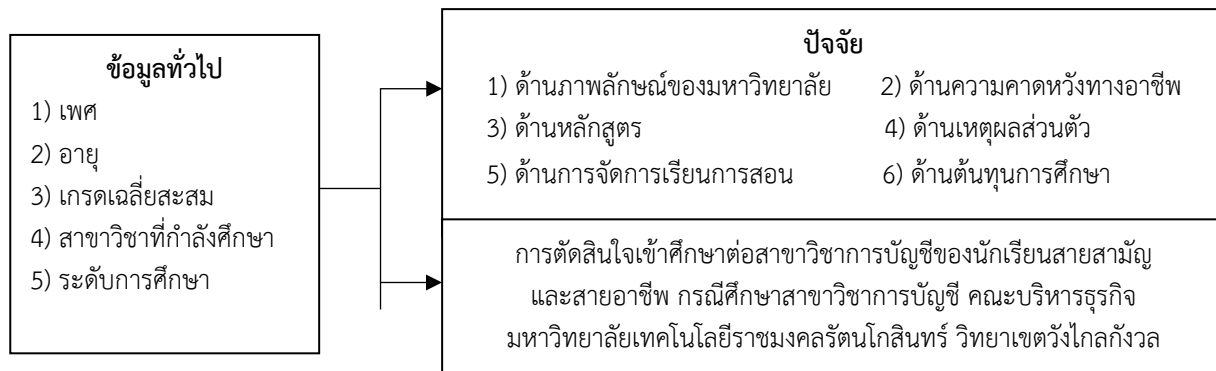 ข้อมูลทั่วไป
1) เพศ
2) อายุ
3) เกรดเฉลี่ยสะสม
4) สาขาวิชาที่กำลังศึกษา
5) ระดับการศึกษา
ปัจจัย
1) ด้านภาพลักษณ์ของมหาวิทยาลัย 2) ด้านความคาดหวังทางอาชีพ
3) ด้านหลักสูตร 4) ด้านเหตุผลส่วนตัว
5) ด้านการจัดการเรียนการสอน 6) ด้านต้นทุนการศึกษา
การตัดสินใจเข้าศึกษาต่อสาขาวิชาการบัญชีของนักเรียนสายสามัญ
และสายอาชีพ กรณีศึกษาสาขาวิชาการบัญชี คณะบริหารธุรกิจ
มหาวิทยาลัยเทคโนโลยีราชมงคลรัตนโกสินทร์ วิทยาเขตวังไกลกังวล